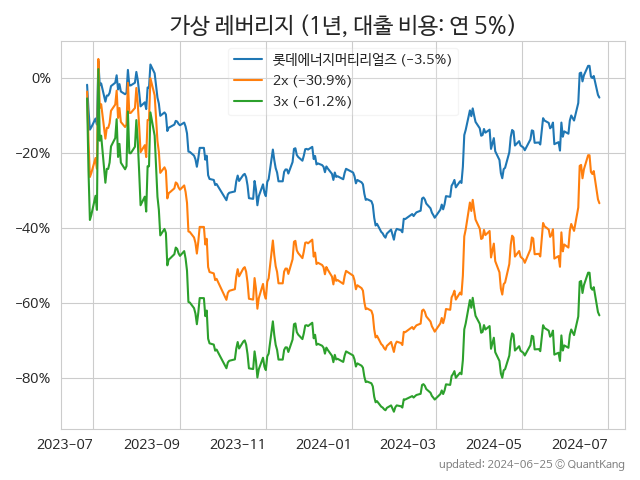 가상 레버리지 (1년, 대출 비용: 연 5%)
롯데에너지머티리얼즈 (−3.5%)
2x (−30.9%)
3x (−61.2%)
0%
−20%
−40%
−60%
−80%
2023-07 2023-09 2023-11 2024-01 2024-03 2024-05 2024-07
updated: 2024-06-25 ⓒ QuantKang